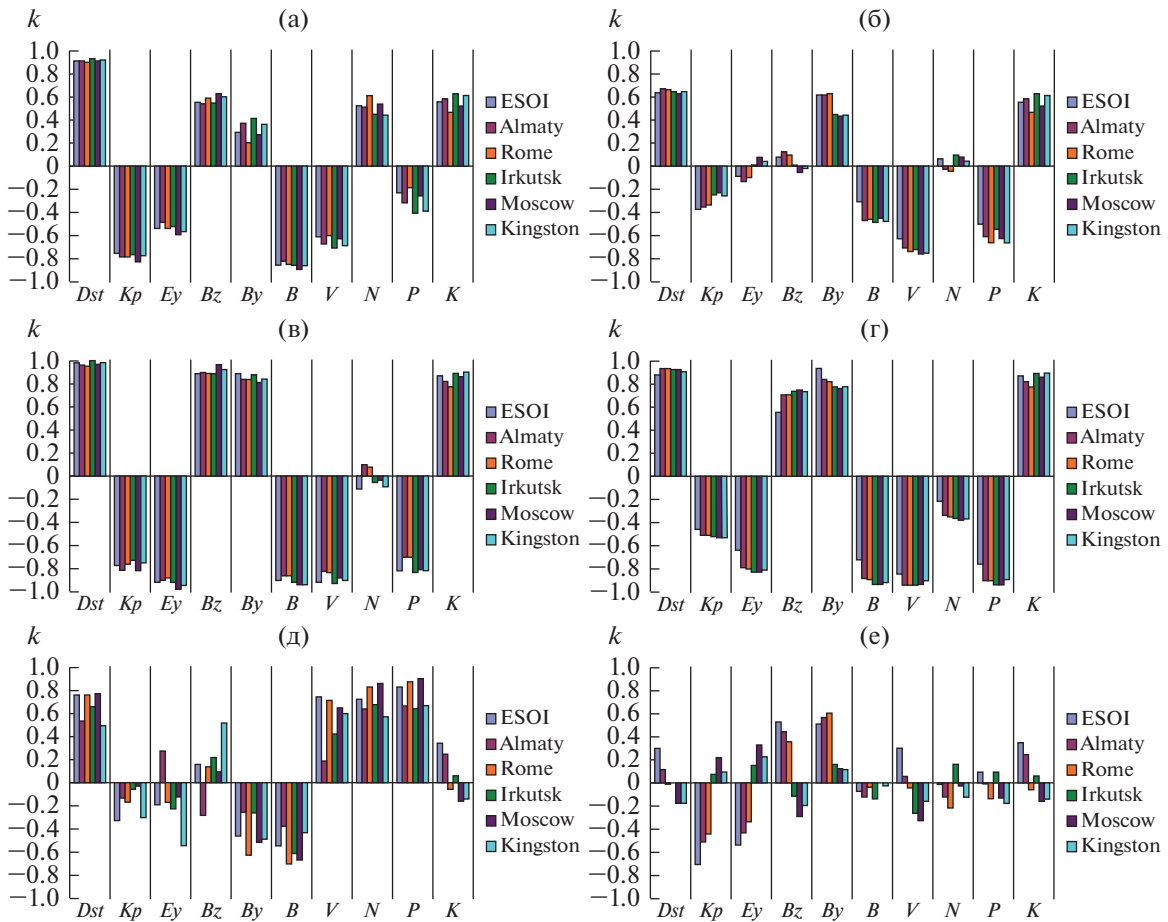 k (а)
1.0
0.8
0.6
0.4
0.2
0
−0.2
−0.4
−0.6
−0.8
−1.0
Dst Kp Ey Bz By B V N P K
ESOI
Almaty
Rome
Irkutsk
Moscow
Kingston
k (б)
1.0
0.8
0.6
0.4
0.2
0
−0.2
−0.4
−0.6
−0.8
−1.0
Dst Kp Ey Bz By B V N P K
ESOI
Almaty
Rome
Irkutsk
Moscow
Kingston
k (в)
1.0
0.8
0.6
0.4
0.2
0
−0.2
−0.4
−0.6
−0.8
−1.0
Dst Kp Ey Bz By B V N P K
ESOI
Almaty
Rome
Irkutsk
Moscow
Kingston
k (г)
1.0
0.8
0.6
0.4
0.2
0
−0.2
−0.4
−0.6
−0.8
−1.0
Dst Kp Ey Bz By B V N P K
ESOI
Almaty
Rome
Irkutsk
Moscow
Kingston
k (д)
1.0
0.8
0.6
0.4
0.2
0
−0.2
−0.4
−0.6
−0.8
−1.0
Dst Kp Ey Bz By B V N P K
ESOI
Almaty
Rome
Irkutsk
Moscow
Kingston
k (е)
1.0
0.8
0.6
0.4
0.2
0
−0.2
−0.4
−0.6
−0.8
−1.0
Dst Kp Ey Bz By B V N P K
ESOI
Almaty
Rome
Irkutsk
Moscow
Kingston